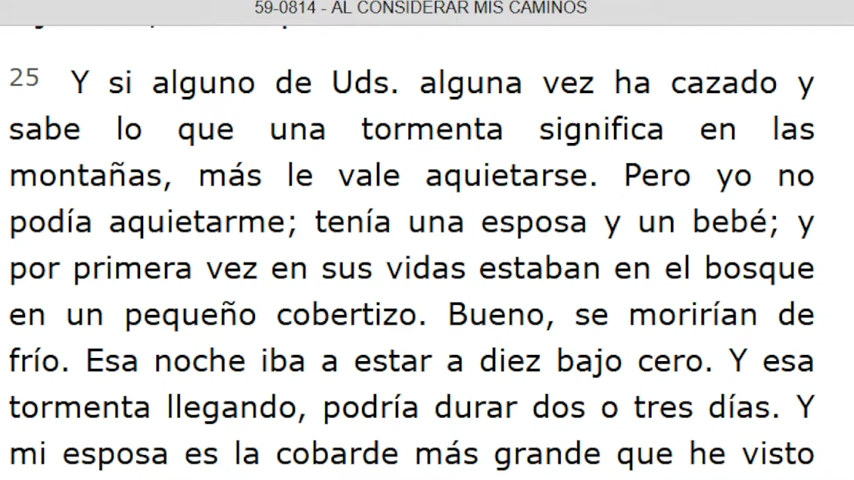 59-0814 - AL CONSIDERAR MIS CAMINOS
25 Y si alguno de Uds. alguna vez ha cazado y
sabe lo que una tormenta significa en las
montañas, más le vale aquietarse. Pero yo no
podía aquietarme; tenía una esposa y un bebé; y
por primera vez en sus vidas estaban en el bosque
en un pequeño cobertizo. Bueno, se morirían de
frío. Esa noche iba a estar a diez bajo cero. Y esa
tormenta llegando, podría durar dos o tres días. Y
mi esposa es la cobarde más grande que he visto